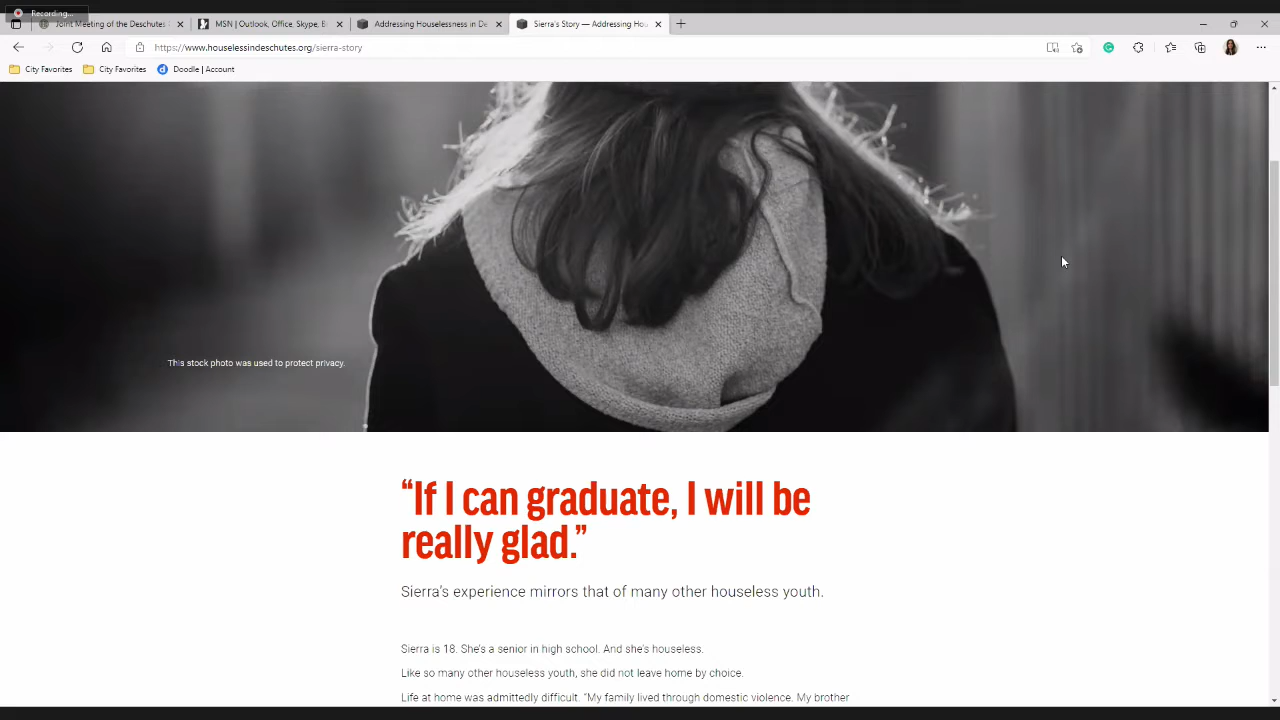 Recording...
Joint Meeting of the Deschutes
MSN | Outlook, Office, Skype, B
Addressing Houselessness in De
Sierra's Story — Addressing Hou
https://www.houselessindeschutes.org/sierra-story
City Favorites
City Favorites
Doodle | Account
This stock photo was used to protect privacy.
“If I can graduate, I will be
really glad.”
Sierra’s experience mirrors that of many other houseless youth.
Sierra is 18. She’s a senior in high school. And she’s houseless.
Like so many other houseless youth, she did not leave home by choice.
Life at home was admittedly difficult. “My family lived through domestic violence. My brother